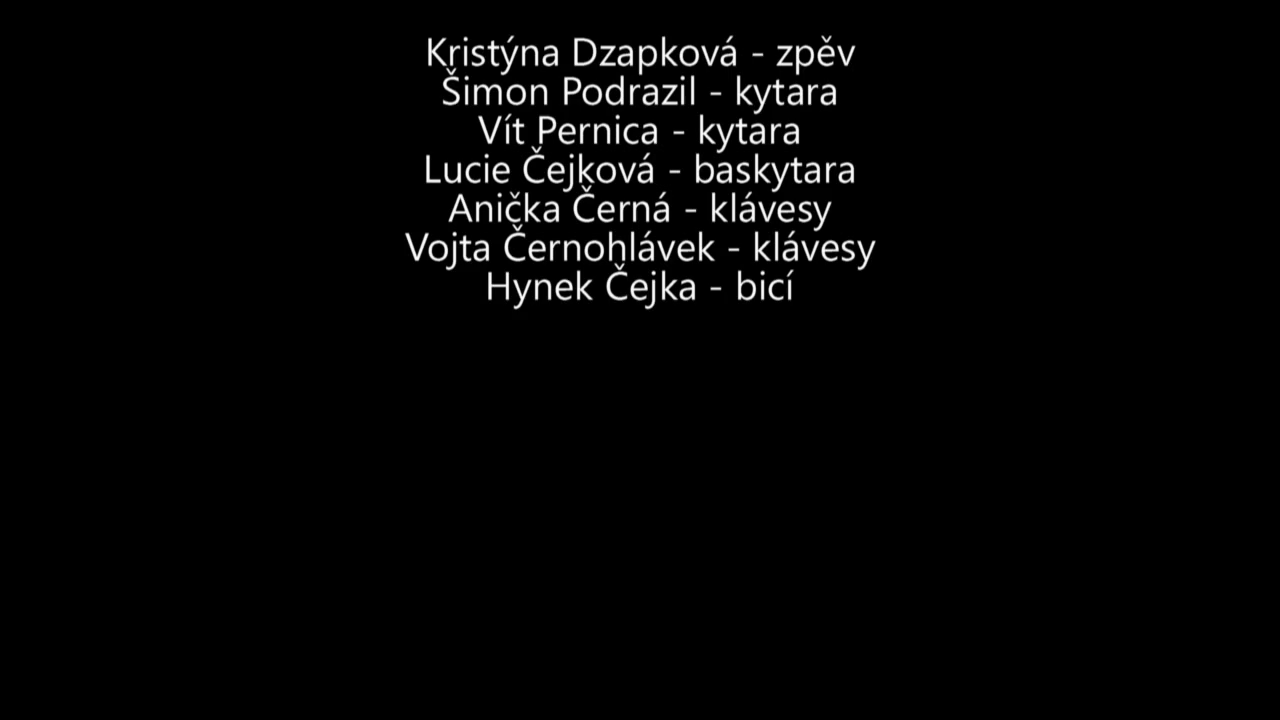 Kristýna Dzapková - zpěv
Šimon Podrazil - kytara
Vít Pernica - kytara
Lucie Čejková - baskytara
Anička Černá - klávesy
Vojta Černohlávek - klávesy
Hynek Čejka - bicí